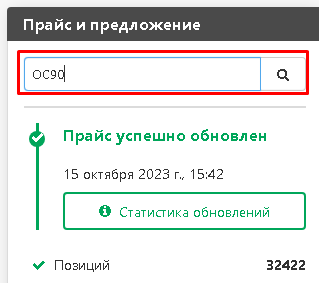 Прайс и предложение
OC90
Прайс успешно обновлен
15 октября 2023 г., 15:42
Статистика обновлений
Позиций 32422